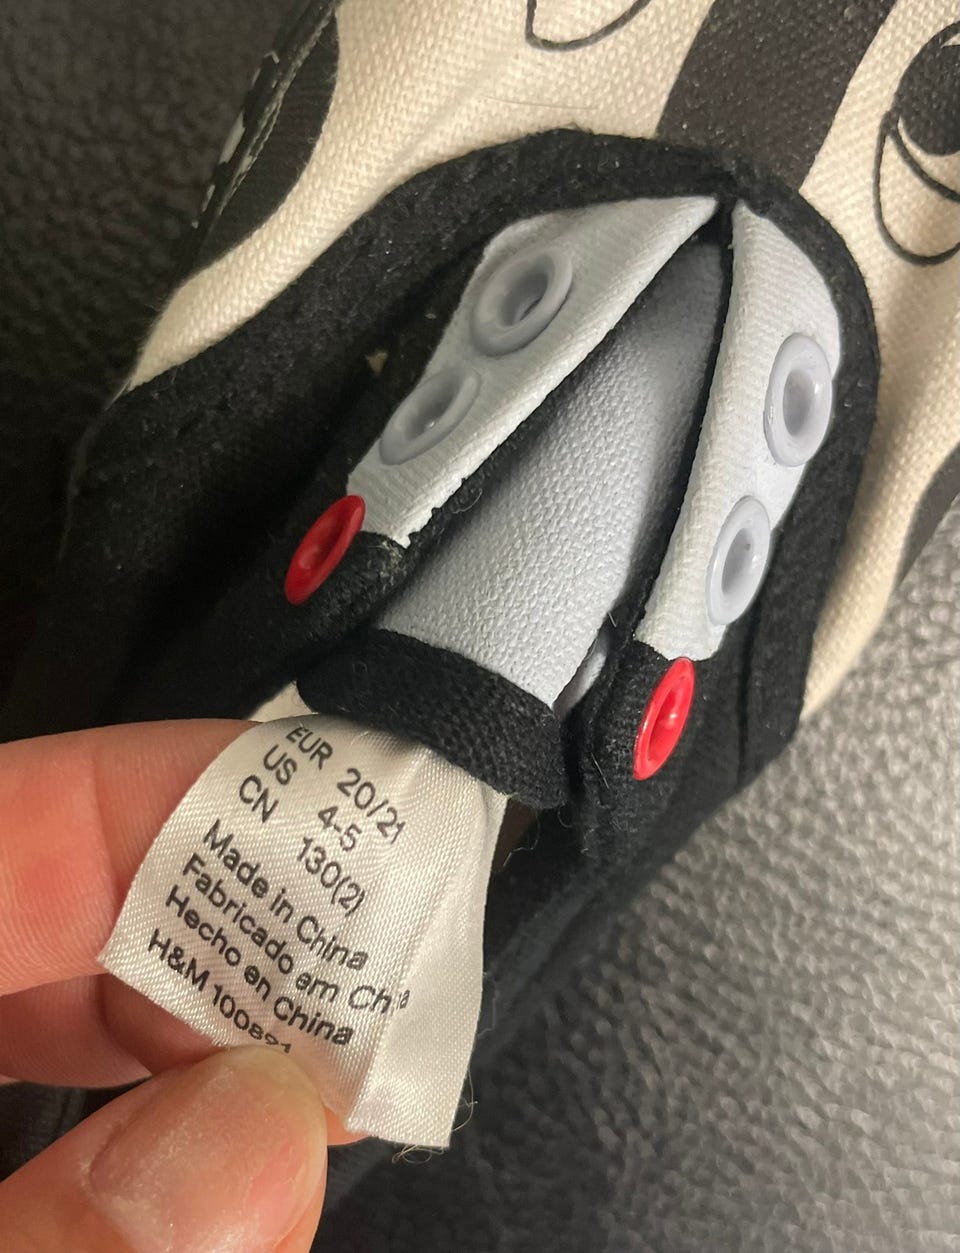 EUR 20/21
US 4-5
CN 130(2)
Made in China
Fabricado em China
Hecho en China
H&M